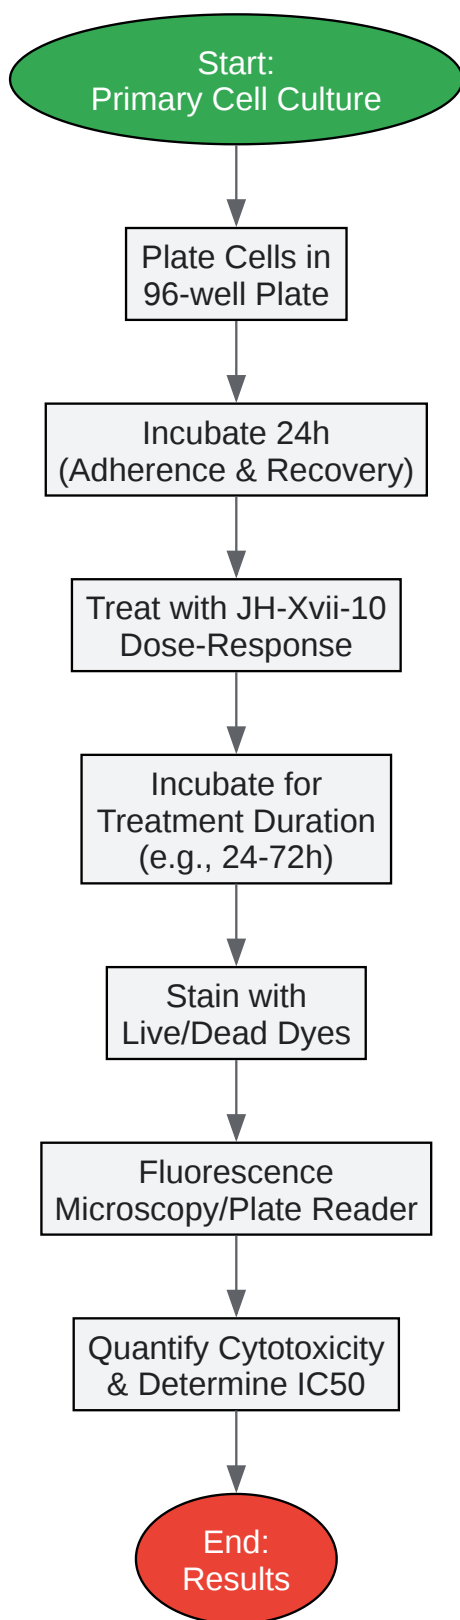 Start:
Primary Cell Culture
Plate Cells in
96-well Plate
Incubate 24h
(Adherence & Recovery)
Treat with JH-Xvii-10
Dose-Response
Incubate for
Treatment Duration
(e.g., 24-72h)
Stain with
Live/Dead Dyes
Fluorescence
Microscopy/Plate Reader
Quantify Cytotoxicity
& Determine IC50
End:
Results